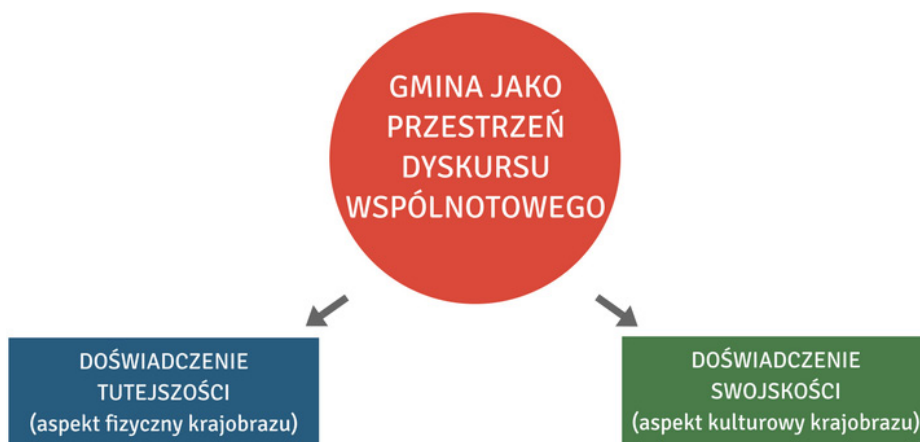 GMINA JAKO
PRZESTRZEŃ
DYSKURSU
WSPÓLNOTOWEGO
DOŚWIADCZENIE
TUTEJSZOŚCI
(aspekt fizyczny krajobrazu)
DOŚWIADCZENIE
SWOJSKOŚCI
(aspekt kulturowy krajobrazu)